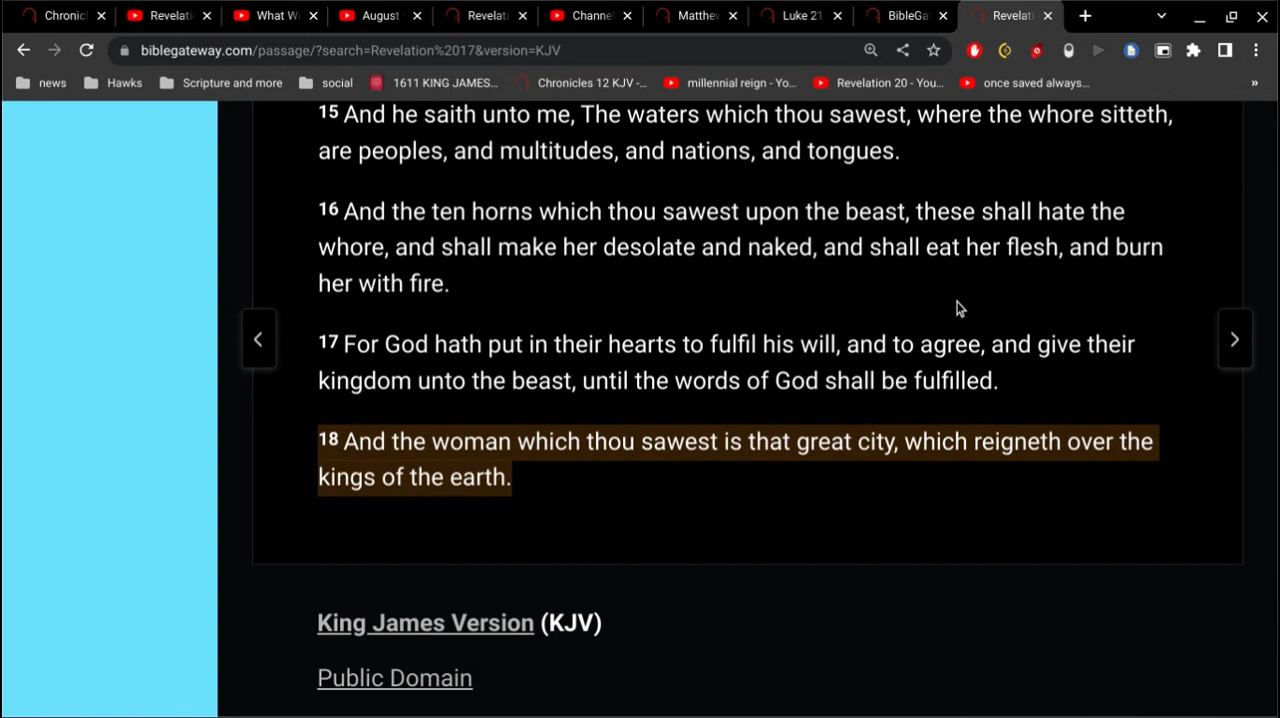 Chronicl
Revelati
What Wi
August
Revelati
Channel
Matthew
Luke 21
BibleGa
Revelati
biblegateway.com/passage/?search=Revelation%2017&version=KJV
news
Hawks
Scripture and more
social
1611 KING JAMES...
Chronicles 12 KJV -...
millennial reign - Yo...
Revelation 20 - You...
once saved always...
»
15 And he saith unto me, The waters which thou sawest, where the whore sitteth,
are peoples, and multitudes, and nations, and tongues.
16 And the ten horns which thou sawest upon the beast, these shall hate the
whore, and shall make her desolate and naked, and shall eat her flesh, and burn
her with fire.
17 For God hath put in their hearts to fulfil his will, and to agree, and give their
kingdom unto the beast, until the words of God shall be fulfilled.
18 And the woman which thou sawest is that great city, which reigneth over the
kings of the earth.
King James Version (KJV)
Public Domain